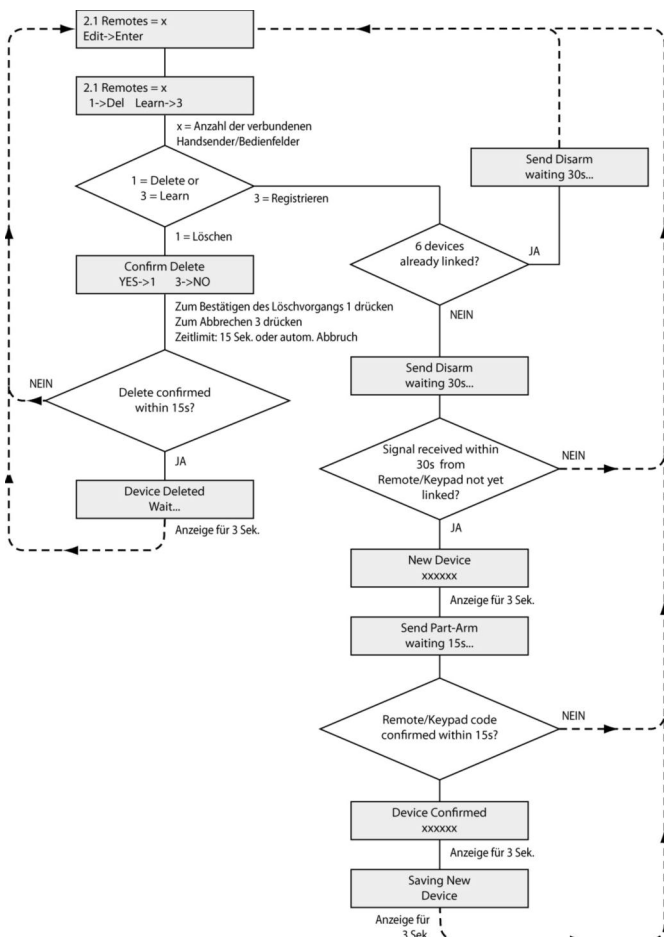 2.1 Remotes = x
Edit->Enter
2.1 Remotes = x
1->Del Learn->3
x = Anzahl der verbundenen
Handsender/Bedienfelder
1 = Delete or
3 = Learn
3 = Registrieren
1 = Löschen
Confirm Delete
YES->1 3->NO
Zum Bestätigen des Löschvorgangs 1 drücken
Zum Abbrechen 3 drücken
Zeitlimit: 15 Sek. oder autom. Abbruch
NEIN
Delete confirmed
within 15s?
JA
Device Deleted
Wait...
Anzeige für 3 Sek.
Send Disarm
waiting 30s...
6 devices
already linked?
JA
NEIN
Send Disarm
waiting 30s...
Signal received within
30s from
Remote/Keypad not yet
linked?
NEIN
JA
New Device
xxxxxx
Anzeige für 3 Sek.
Send Part-Arm
waiting 15s...
Remote/Keypad code
confirmed within 15s?
NEIN
Device Confirmed
xxxxxx
Anzeige für 3 Sek.
Saving New
Device
Anzeige für
3 Sek.